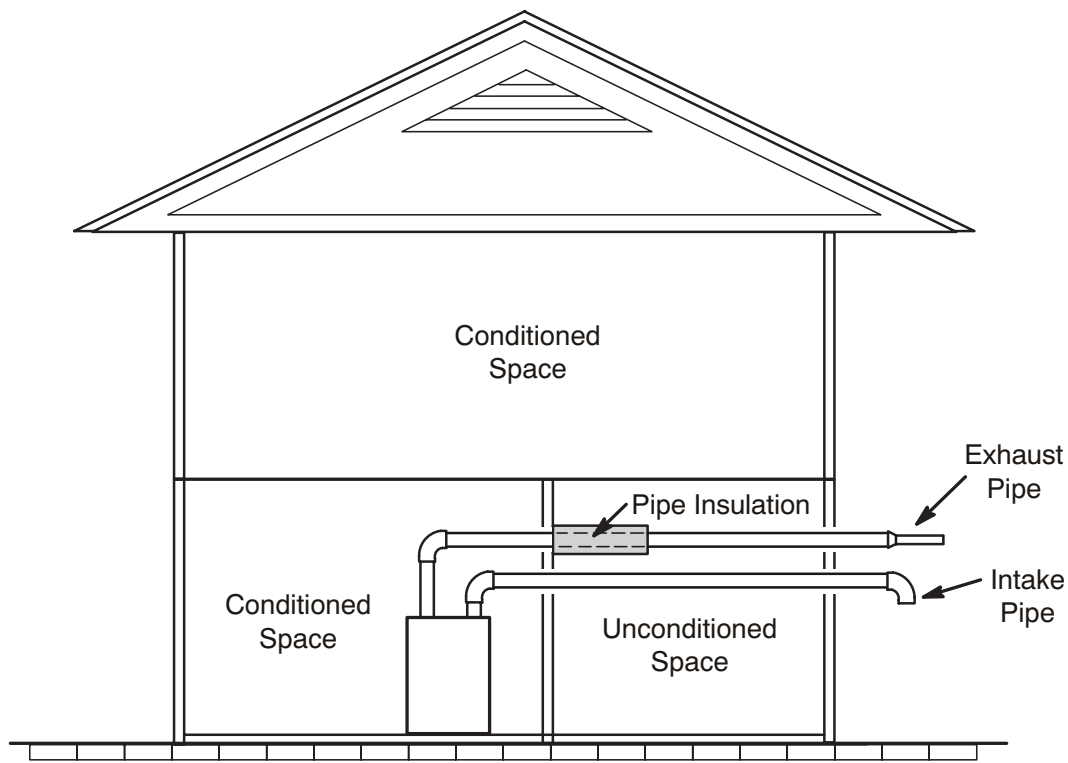 Conditioned
Space
Exhaust
Pipe
Pipe Insulation
Intake
Pipe
Conditioned
Space
Unconditioned
Space